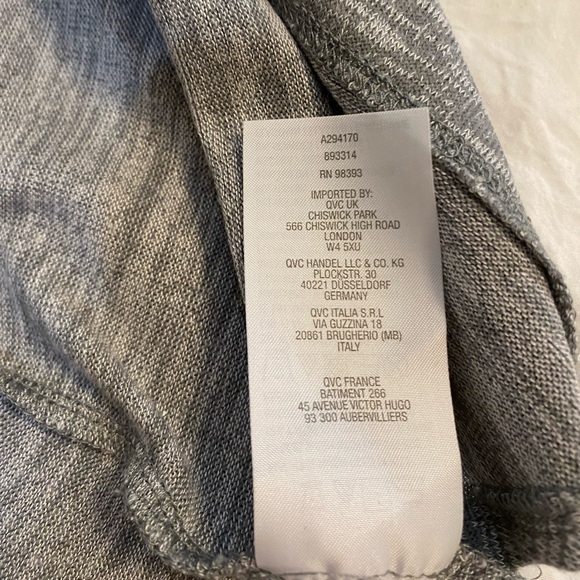 A294170
893314
RN 98393
IMPORTED BY:
QVC UK
CHISWICK PARK
566 CHISWICK HIGH ROAD
LONDON
W4 5XU
QVC HANDEL LLC & CO. KG
PLOCKSTR. 30
40221 DÜSSELDORF
GERMANY
QVC ITALIA S.R.L
VIA GUZZINA 18
20861 BRUGHERIO (MB)
ITALY
QVC FRANCE
BATIMENT 266
45 AVENUE VICTOR HUGO
93 300 AUBERVILLIERS